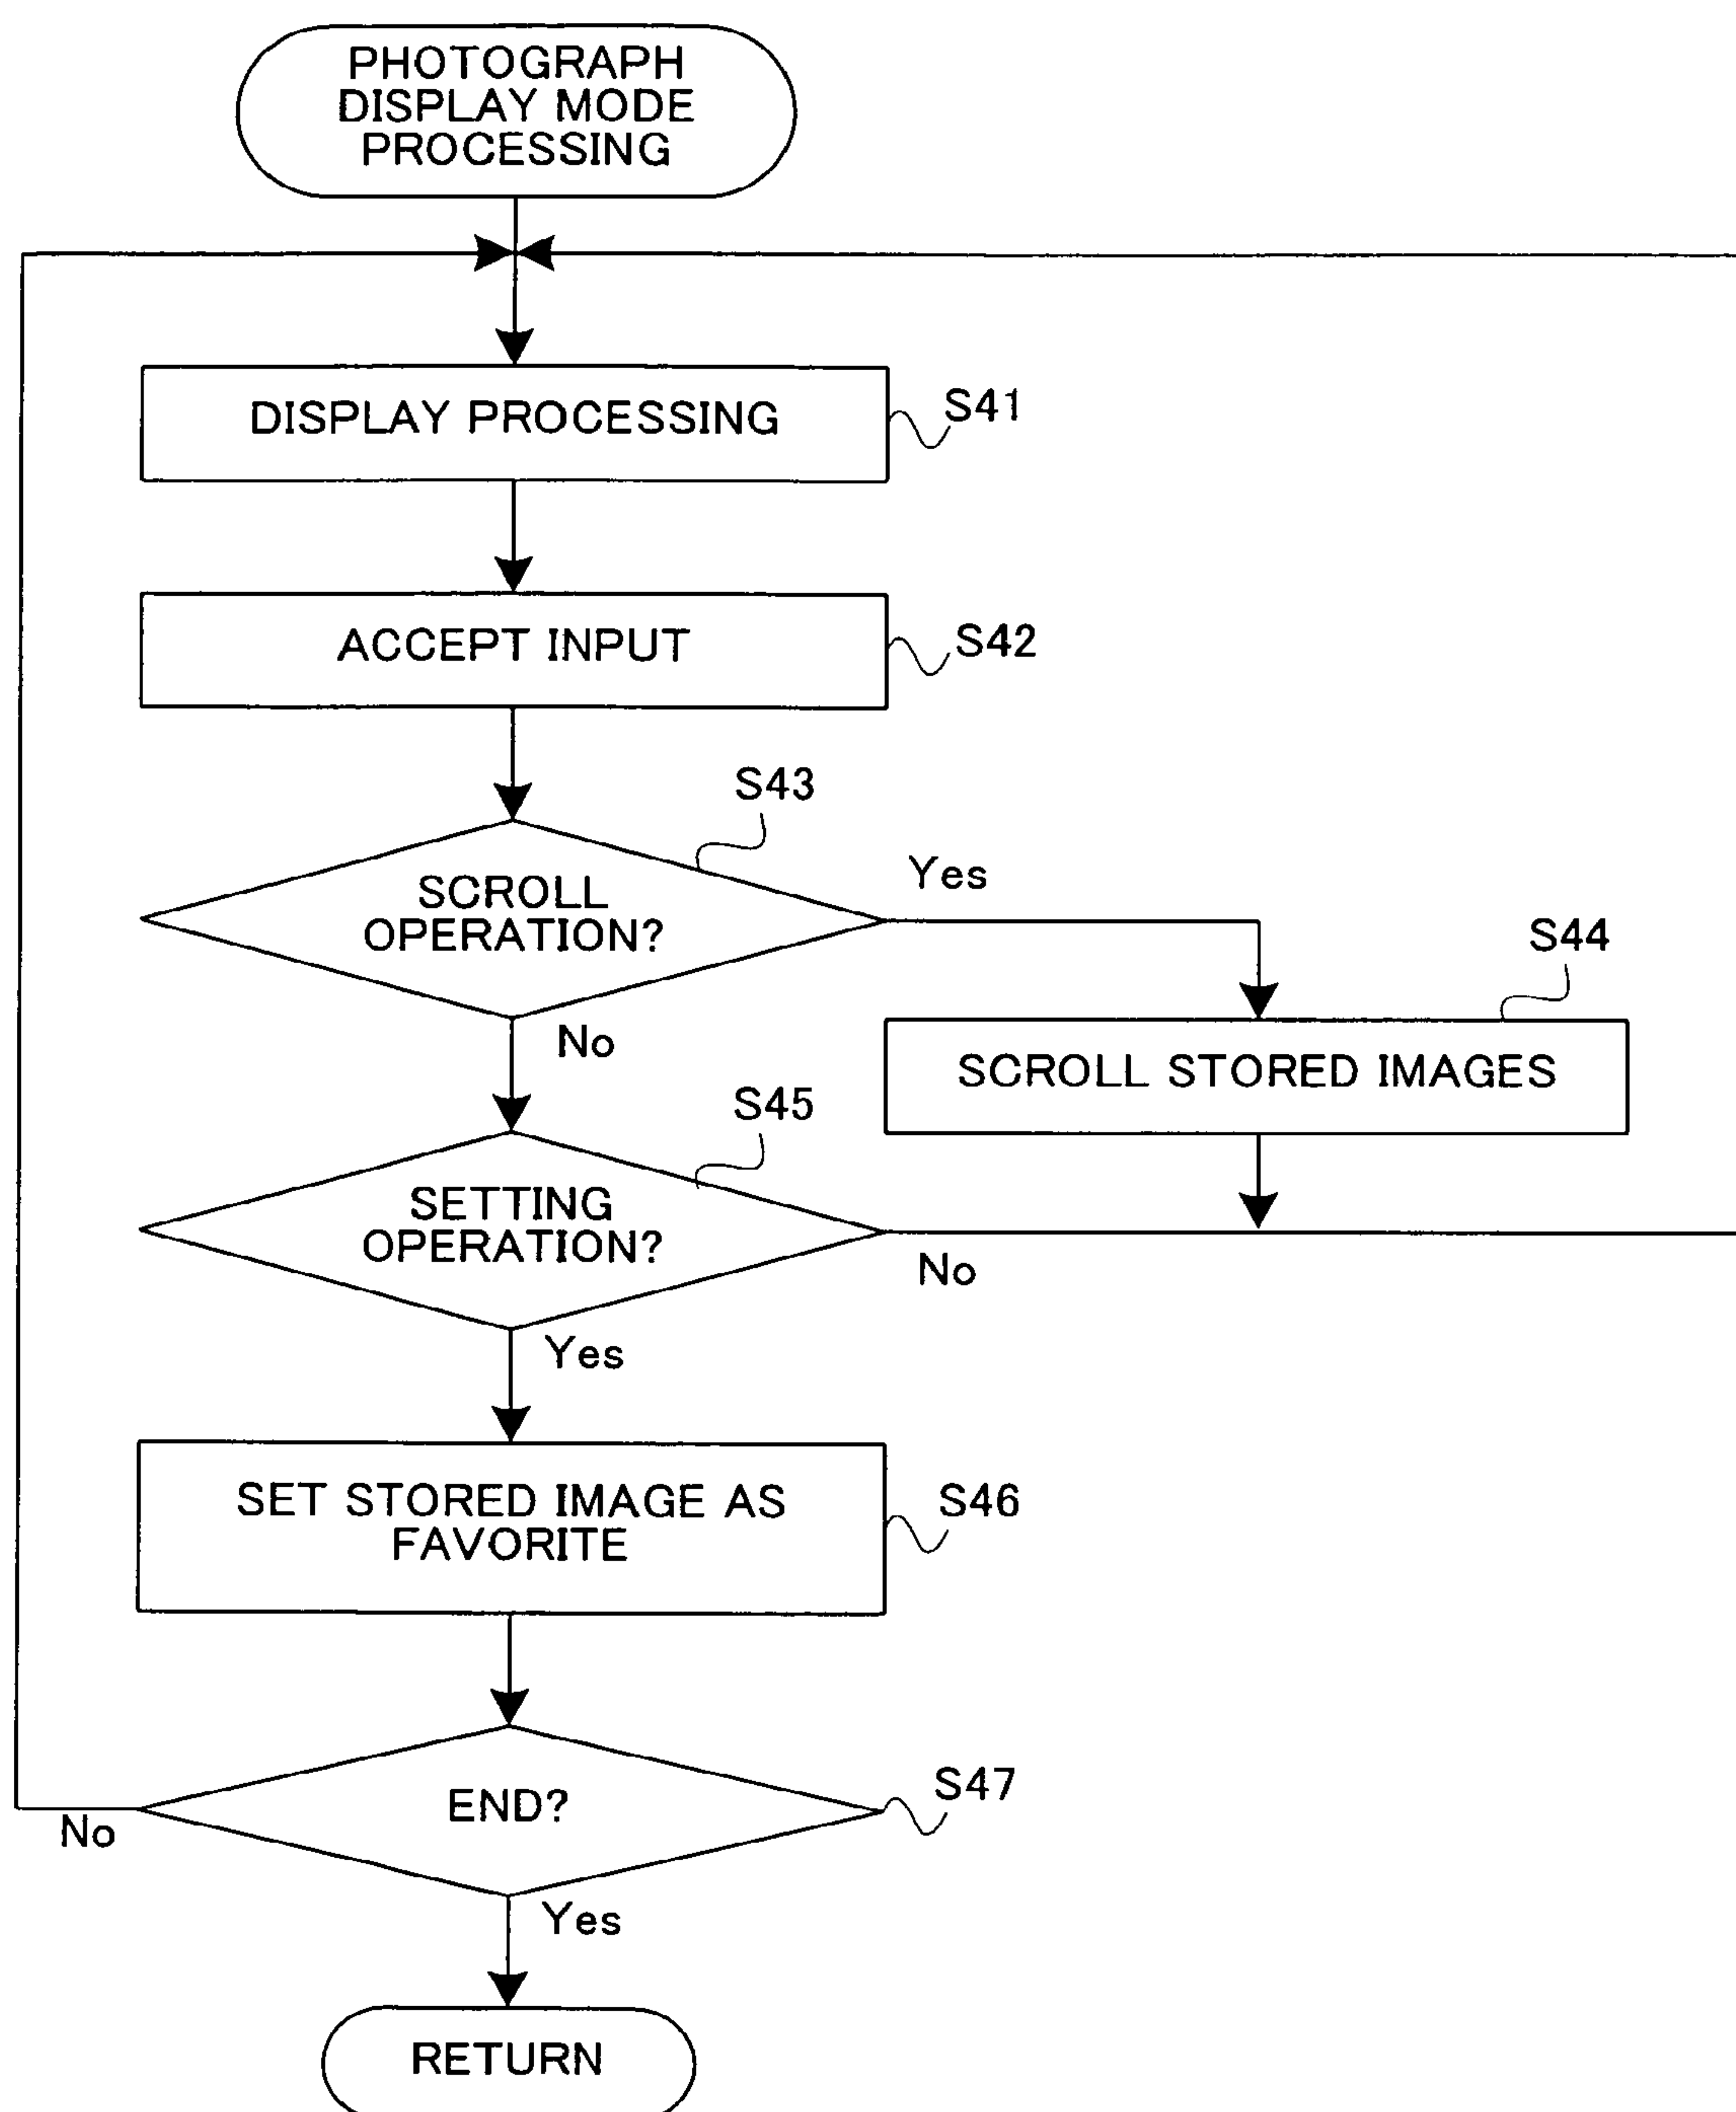 PHOTOGRAPH
DISPLAY MODE
PROCESSING
DISPLAY PROCESSING
S41
ACCEPT INPUT
S42
S43
SCROLL
OPERATION?
Yes
No
S44
SCROLL STORED IMAGES
S45
SETTING
OPERATION?
No
Yes
SET STORED IMAGE AS
FAVORITE
S46
END?
S47
No
Yes
RETURN